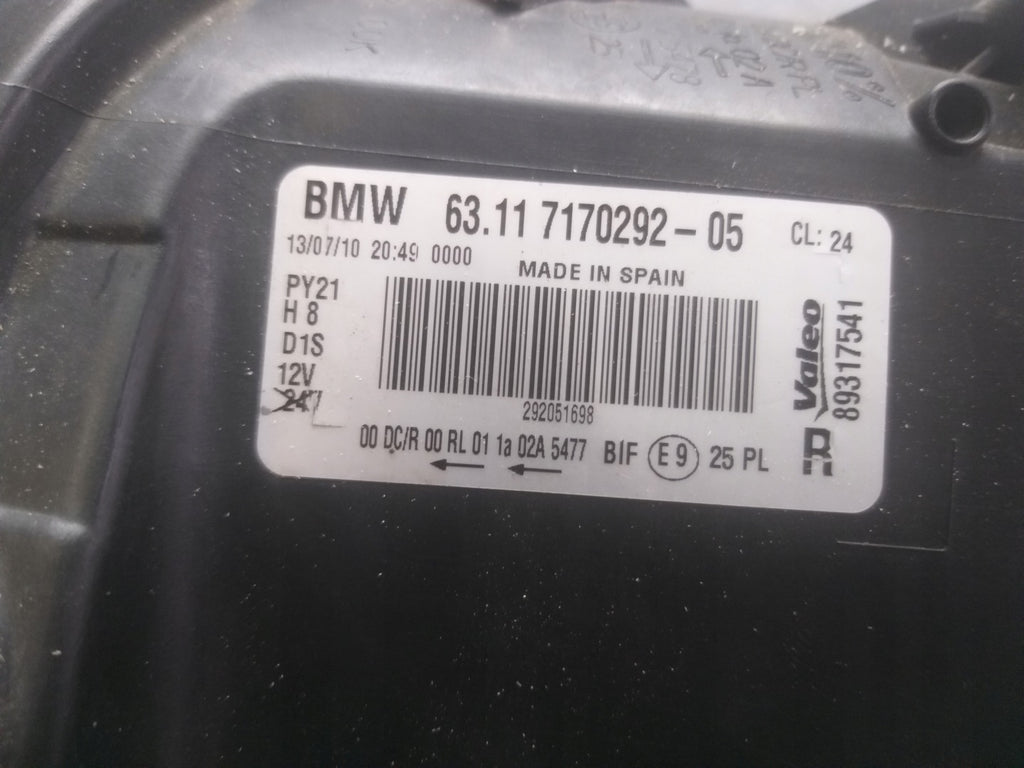 BMW 63.11 7170292 - 05 CL: 24
13/07/10 20:49 0000
MADE IN SPAIN
PY21
H 8
D1S
12V
24
292051698
00 DC/R 00 RL 01 1a 02A 5477 BIF E9 25 PL
Valeo
89317541
R